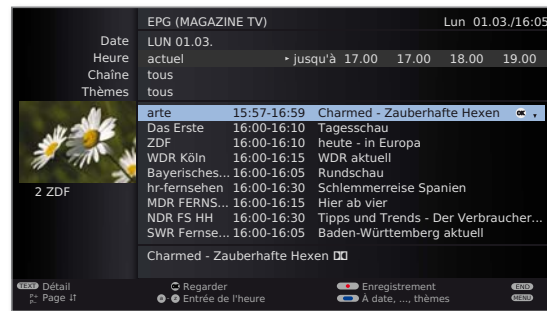 EPG (MAGAZINE TV) Lun 01.03./16:05
Date LUN 01.03.
Heure actuel jusqu'à 17.00 17.00 18.00 19.00
Chaîne tous
Thèmes tous
arte 15:57-16:59 Charmed - Zauberhafte Hexen OK
Das Erste 16:00-16:10 Tagesschau
ZDF 16:00-16:10 heute - in Europa
WDR Köln 16:00-16:15 WDR aktuell
Bayerisches... 16:00-16:05 Rundschau
hr-fernsehen 16:00-16:30 Schlemmerreise Spanien
MDR FERNS... 16:00-16:15 Hier ab vier
NDR FS HH 16:00-16:30 Tipps und Trends - Der Verbraucher...
SWR Fernse... 16:00-16:05 Baden-Württemberg aktuell
2 ZDF
Charmed - Zauberhafte Hexen
TEXT Détail OK Regarder Enregistrement END
P+ P- Page Entrée de l'heure À date, ..., thèmes MENU